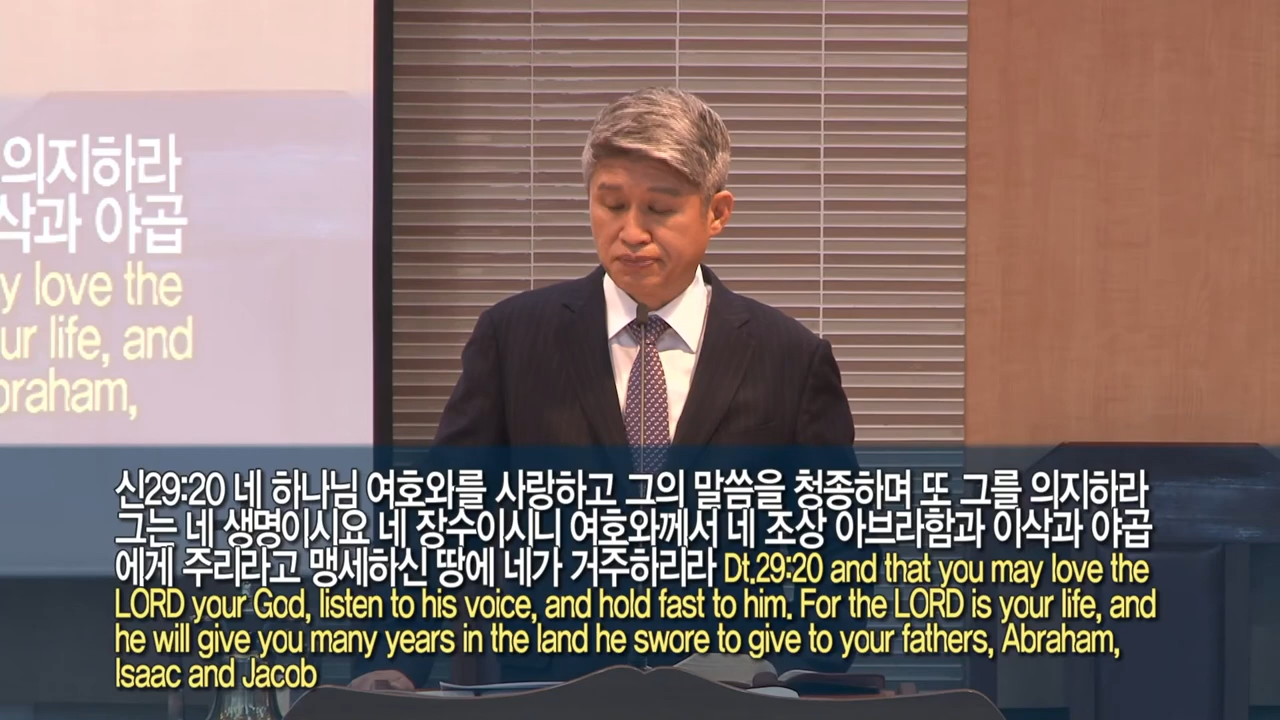 의지하라
삭과 야곱
y love the
ur life, and
braham,
신29:20 네 하나님 여호와를 사랑하고 그의 말씀을 청종하며 또 그를 의지하라
그는 네 생명이시요 네 장수이시니 여호와께서 네 조상 아브라함과 이삭과 야곱
에게 주리라고 맹세하신 땅에 네가 거주하리라 Dt.29:20 and that you may love the
LORD your God, listen to his voice, and hold fast to him. For the LORD is your life, and
he will give you many years in the land he swore to give to your fathers, Abraham,
Isaac and Jacob